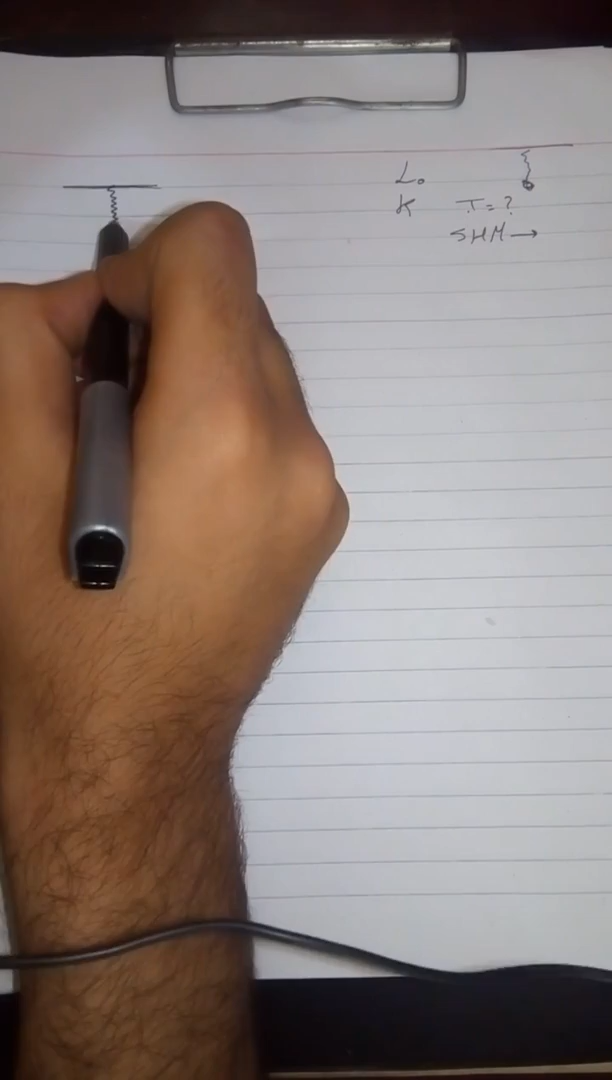 L₀
K T = ?
SHM →